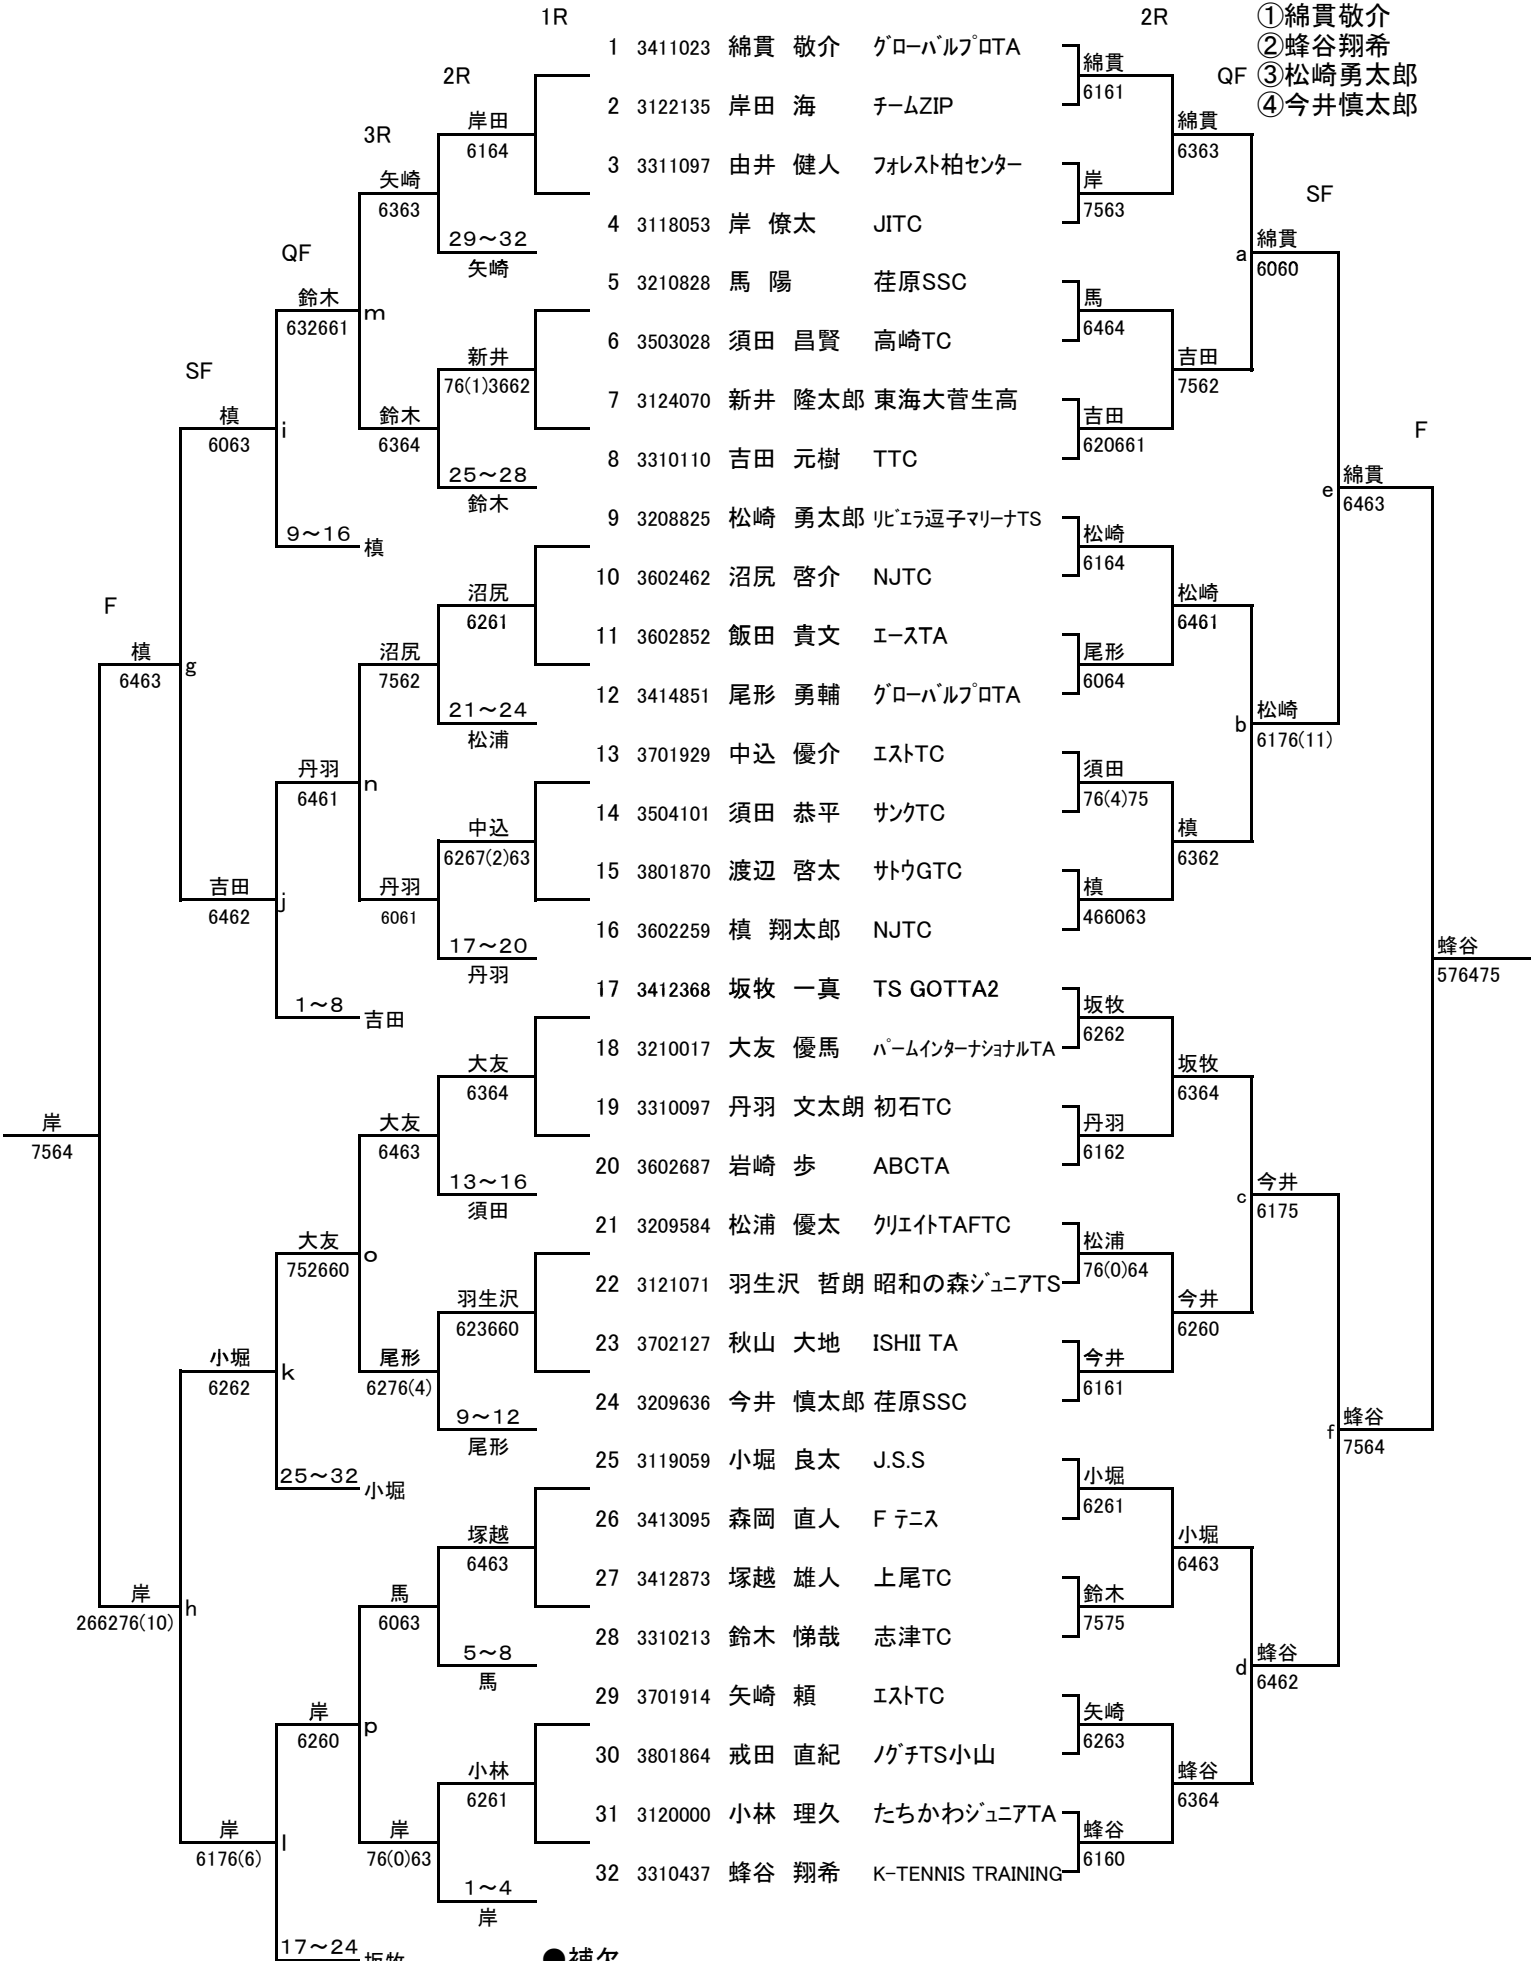 1R
2R
①綿貫敬介
②蜂谷翔希
③松崎勇太郎
④今井慎太郎
2R
3R
QF
SF
F
QF
SF
F
1 3411023 綿貫 敬介 ｸﾞﾛｰﾊﾞﾙﾌﾟﾛTA
2 3122135 岸田 海 ﾁｰﾑZIP
3 3311097 由井 健人 ﾌｫﾚｽﾄ柏ｾﾝﾀｰ
4 3118053 岸 僚太 JITC
5 3210828 馬 陽 荏原SSC
6 3503028 須田 昌賢 高崎TC
7 3124070 新井 隆太郎 東海大菅生高
8 3310110 吉田 元樹 TTC
9 3208825 松崎 勇太郎 ﾘﾋﾞｴﾗ逗子ﾏﾘｰﾅTS
10 3602462 沼尻 啓介 NJTC
11 3602852 飯田 貴文 ｴｰｽTA
12 3414851 尾形 勇輔 ｸﾞﾛｰﾊﾞﾙﾌﾟﾛTA
13 3701929 中込 優介 ｴｽﾄTC
14 3504101 須田 恭平 ｻﾝｸTC
15 3801870 渡辺 啓太 ｻﾄｳGTC
16 3602259 槙 翔太郎 NJTC
17 3412368 坂牧 一真 TS GOTTA2
18 3210017 大友 優馬 ﾊﾟｰﾑｲﾝﾀｰﾅｼｮﾅﾙTA
19 3310097 丹羽 文太朗 初石TC
20 3602687 岩崎 歩 ABCTA
21 3209584 松浦 優太 ｸﾘｴｲﾄTAFTC
22 3121071 羽生沢 哲朗 昭和の森ｼﾞｭﾆｱTS
23 3702127 秋山 大地 ISHII TA
24 3209636 今井 慎太郎 荏原SSC
25 3119059 小堀 良太 J.S.S
26 3413095 森岡 直人 F ﾃﾆｽ
27 3412873 塚越 雄人 上尾TC
28 3310213 鈴木 悌哉 志津TC
29 3701914 矢崎 頼 ｴｽﾄTC
30 3801864 戒田 直紀 ﾉｸﾞﾁTS小山
31 3120000 小林 理久 たちかわｼﾞｭﾆｱTA
32 3310437 蜂谷 翔希 K-TENNIS TRAINING
綿貫
6161
岸
7563
馬
6464
吉田
620661
松崎
6164
尾形
6064
須田
76(4)75
槙
466063
坂牧
6262
丹羽
6162
松浦
76(0)64
今井
6161
小堀
6261
鈴木
7575
矢崎
6263
蜂谷
6160
綿貫
6363
吉田
7562
松崎
6461
槙
6362
坂牧
6364
今井
6260
小堀
6463
蜂谷
6364
a
綿貫
6060
b
松崎
6176(11)
c
今井
6175
d
蜂谷
6462
e
綿貫
6463
f
蜂谷
7564
蜂谷
576475
岸田
6164
29～32
矢崎
新井
76(1)3662
25～28
鈴木
沼尻
6261
21～24
松浦
中込
6267(2)63
17～20
丹羽
大友
6364
13～16
須田
羽生沢
623660
9～12
尾形
塚越
6463
5～8
馬
小林
6261
1～4
岸
矢崎
6363
鈴木
6364
沼尻
7562
丹羽
6061
大友
6463
尾形
6276(4)
馬
6063
岸
76(0)63
鈴木
632661
m
9～16
槙
丹羽
6461
n
1～8
吉田
大友
752660
o
25～32
小堀
岸
6260
p
17～24
坂牧
槙
6063
i
吉田
6462
j
小堀
6262
k
岸
6176(6)
l
槙
6463
g
岸
266276(10)
h
岸
7564
●補欠